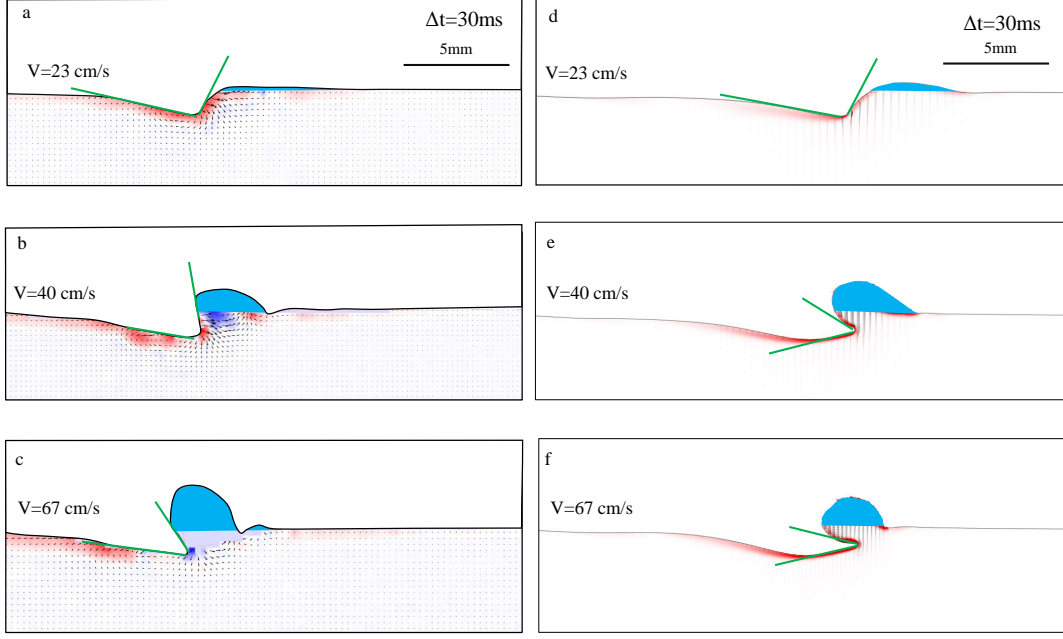 a
Δt=30ms
5mm
V=23 cm/s
d
Δt=30ms
5mm
V=23 cm/s
b
V=40 cm/s
e
V=40 cm/s
c
V=67 cm/s
f
V=67 cm/s